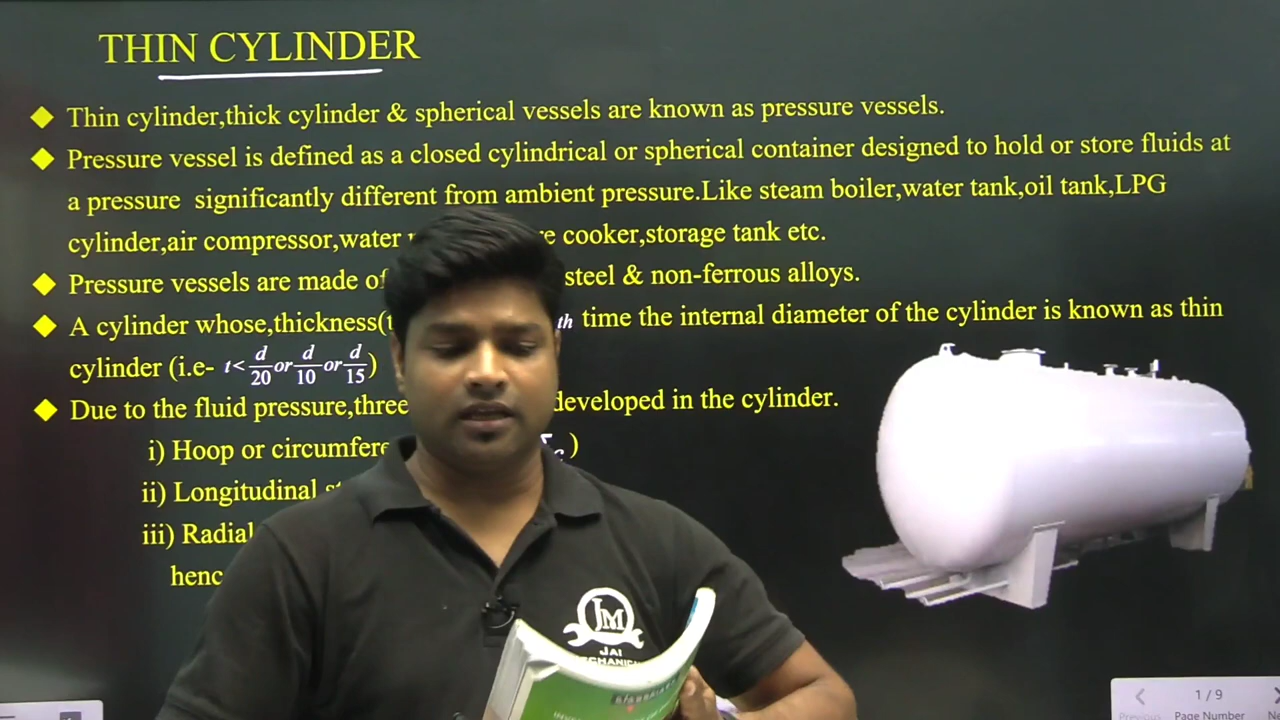 THIN CYLINDER
◆ Thin cylinder,thick cylinder & spherical vessels are known as pressure vessels.
◆ Pressure vessel is defined as a closed cylindrical or spherical container designed to hold or store fluids at
a pressure significantly different from ambient pressure.Like steam boiler,water tank,oil tank,LPG
cylinder,air compressor,water cooker,storage tank etc.
◆ Pressure vessels are made of steel & non-ferrous alloys.
◆ A cylinder whose,thickness(t th time the internal diameter of the cylinder is known as thin
cylinder (i.e- t< d/20 or d/10 or d/15)
◆ Due to the fluid pressure,three developed in the cylinder.
i) Hoop or c )
ii) Longitudinal
iii) Radial
JM
JAI
1 / 9
Previous Page Number